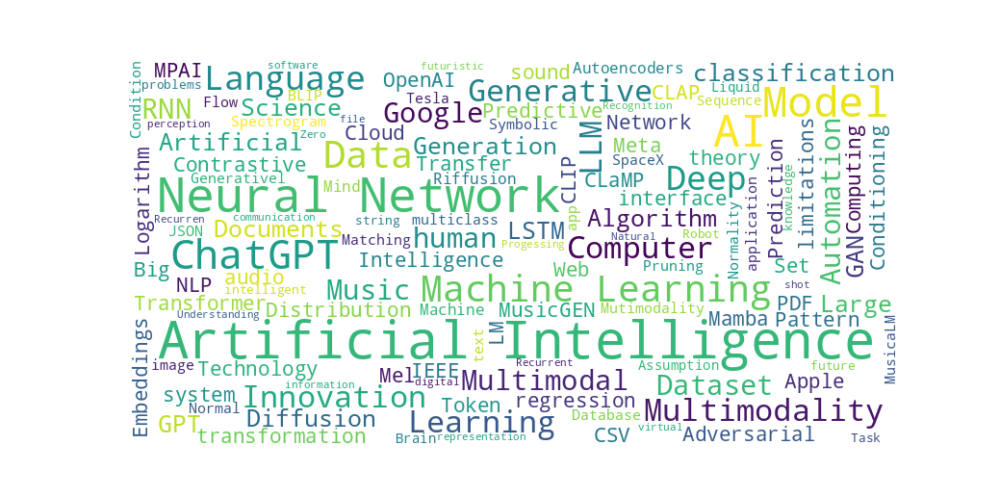 Condition
MPAI
problems
Language
software
OpenAI
futuristic
sound
Autoencoders
classification
RNN
Flow
Science
BLIP
Generative
CLAP
Liquid
Sequence
Model
perception
Spectrogram
Zero
file
Google
Tesla
Predictive
Recognition
Symbolic
Network
AI
Artificial
Cloud
Generation
LLM
Meta
SpaceX
theory
Logarithm
Contrastive
Data
Transfer
Riffusion
CLIP
CLaMP
Deep
Prediction
limitations
Automation
Computing
GAN
Conditioning
knowledge
Generativel
Mind
Neural Network
interface
Recurren
communication
string
multiclass
app
Algorithm
Normality
application
JSON
Documents
Matching
human
LSTM
Natural
Robot
ChatGPT
Progessing
Computer
Big
Intelligence
Web
Pruning
Set
NLP
audio
intelligent
Music
Machine Learning
shot
PDF
Large
Transformer
Distribution
Machine
MusicGEN
Mutimodality
Mamba
Pattern
Understanding
LM
Artificial Intelligence
text
MusicaLM
Embeddings
image
Technology
Mel
IEEE
digital
Recurrent
Multimodal
Assumption
future
Dataset
Apple
system
information
Innovation
Token
regression
Multimodality
Normal
GPT
Diffusion
Learning
Database
virtual
transformation
Brain
representation
CSV
Adversarial
Task